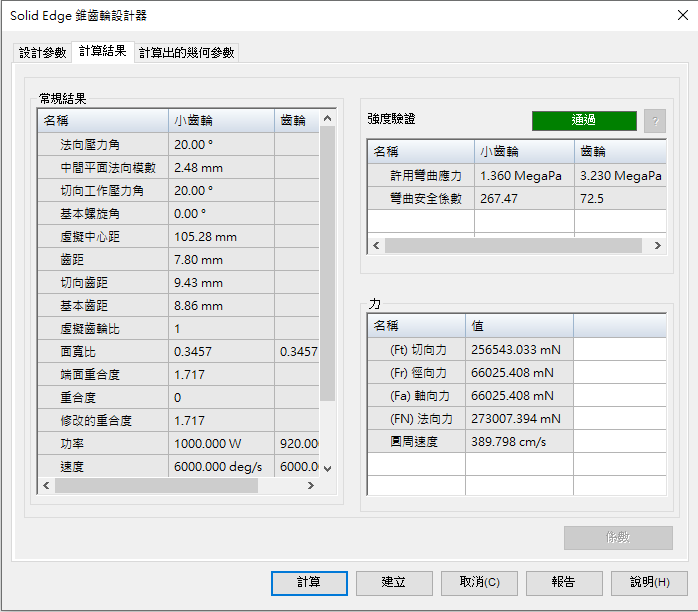 Solid Edge 錐齒輪設計器
設計參數 計算結果 計算出的幾何參數
常規結果
名稱 小齒輪 齒輪
法向壓力角 20.00 °
中間平面法向模數 2.48 mm
切向工作壓力角 20.00 °
基本螺旋角 0.00 °
虛擬中心距 105.28 mm
齒距 7.80 mm
切向齒距 9.43 mm
基本齒距 8.86 mm
虛擬齒輪比 1
面寬比 0.3457 0.3457
端面重合度 1.717
重合度 0
修改的重合度 1.717
功率 1000.000 W 920.00
速度 6000.000 deg/s 6000.0
強度驗證 通過 ?
名稱 小齒輪 齒輪
許用彎曲應力 1.360 MegaPa 3.230 MegaPa
彎曲安全係數 267.47 72.5
力
名稱 值
(Ft) 切向力 256543.033 mN
(Fr) 徑向力 66025.408 mN
(Fa) 軸向力 66025.408 mN
(FN) 法向力 273007.394 mN
圓周速度 389.798 cm/s
係數
計算 建立 取消(C) 報告 說明(H)